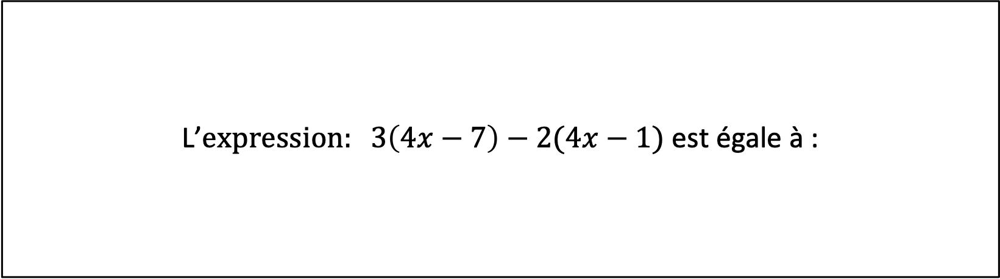 L’expression: 3(4𝑥 − 7) − 2(4𝑥 − 1) est égale à :